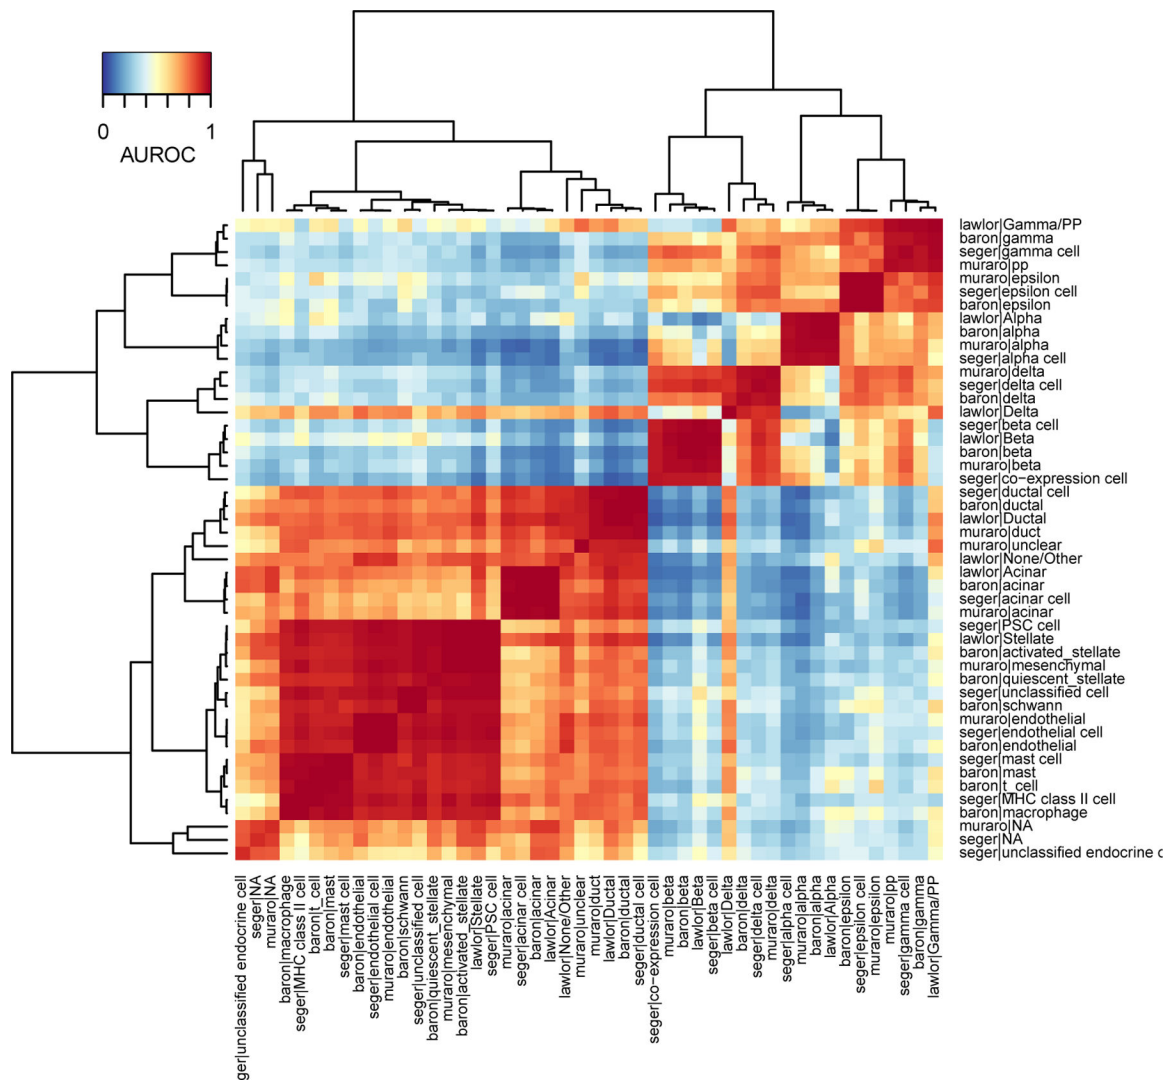 0 1
AUROC
lawlor|Gamma/PP
baron|gamma
seger|gamma cell
muraro|pp
muraro|epsilon
seger|epsilon cell
baron|epsilon
lawlor|Alpha
baron|alpha
muraro|alpha
seger|alpha cell
muraro|delta
seger|delta cell
baron|delta
lawlor|Delta
seger|beta cell
lawlor|Beta
baron|beta
muraro|beta
seger|co−expression cell
seger|ductal cell
baron|ductal
lawlor|Ductal
muraro|duct
muraro|unclear
lawlor|None/Other
lawlor|Acinar
baron|acinar
seger|acinar cell
muraro|acinar
seger|PSC cell
lawlor|Stellate
baron|activated_stellate
muraro|mesenchymal
baron|quiescent_stellate
seger|unclassified cell
baron|schwann
muraro|endothelial
seger|endothelial cell
baron|endothelial
seger|mast cell
baron|mast
baron|t_cell
seger|MHC class II cell
baron|macrophage
muraro|NA
seger|NA
seger|unclassified endocrine c
ger|unclassified endocrine cell
seger|NA
muraro|NA
baron|macrophage
seger|MHC class II cell
baron|t_cell
baron|mast
seger|mast cell
baron|endothelial
seger|endothelial cell
muraro|endothelial
baron|schwann
seger|unclassified cell
baron|quiescent_stellate
muraro|mesenchymal
baron|activated_stellate
lawlor|Stellate
seger|PSC cell
muraro|acinar
seger|acinar cell
baron|acinar
lawlor|Acinar
lawlor|None/Other
muraro|unclear
muraro|duct
lawlor|Ductal
baron|ductal
seger|ductal cell
seger|co−expression cell
muraro|beta
baron|beta
lawlor|Beta
seger|beta cell
lawlor|Delta
baron|delta
seger|delta cell
muraro|delta
seger|alpha cell
muraro|alpha
baron|alpha
lawlor|Alpha
baron|epsilon
seger|epsilon cell
muraro|epsilon
muraro|pp
seger|gamma cell
baron|gamma
lawlor|Gamma/PP